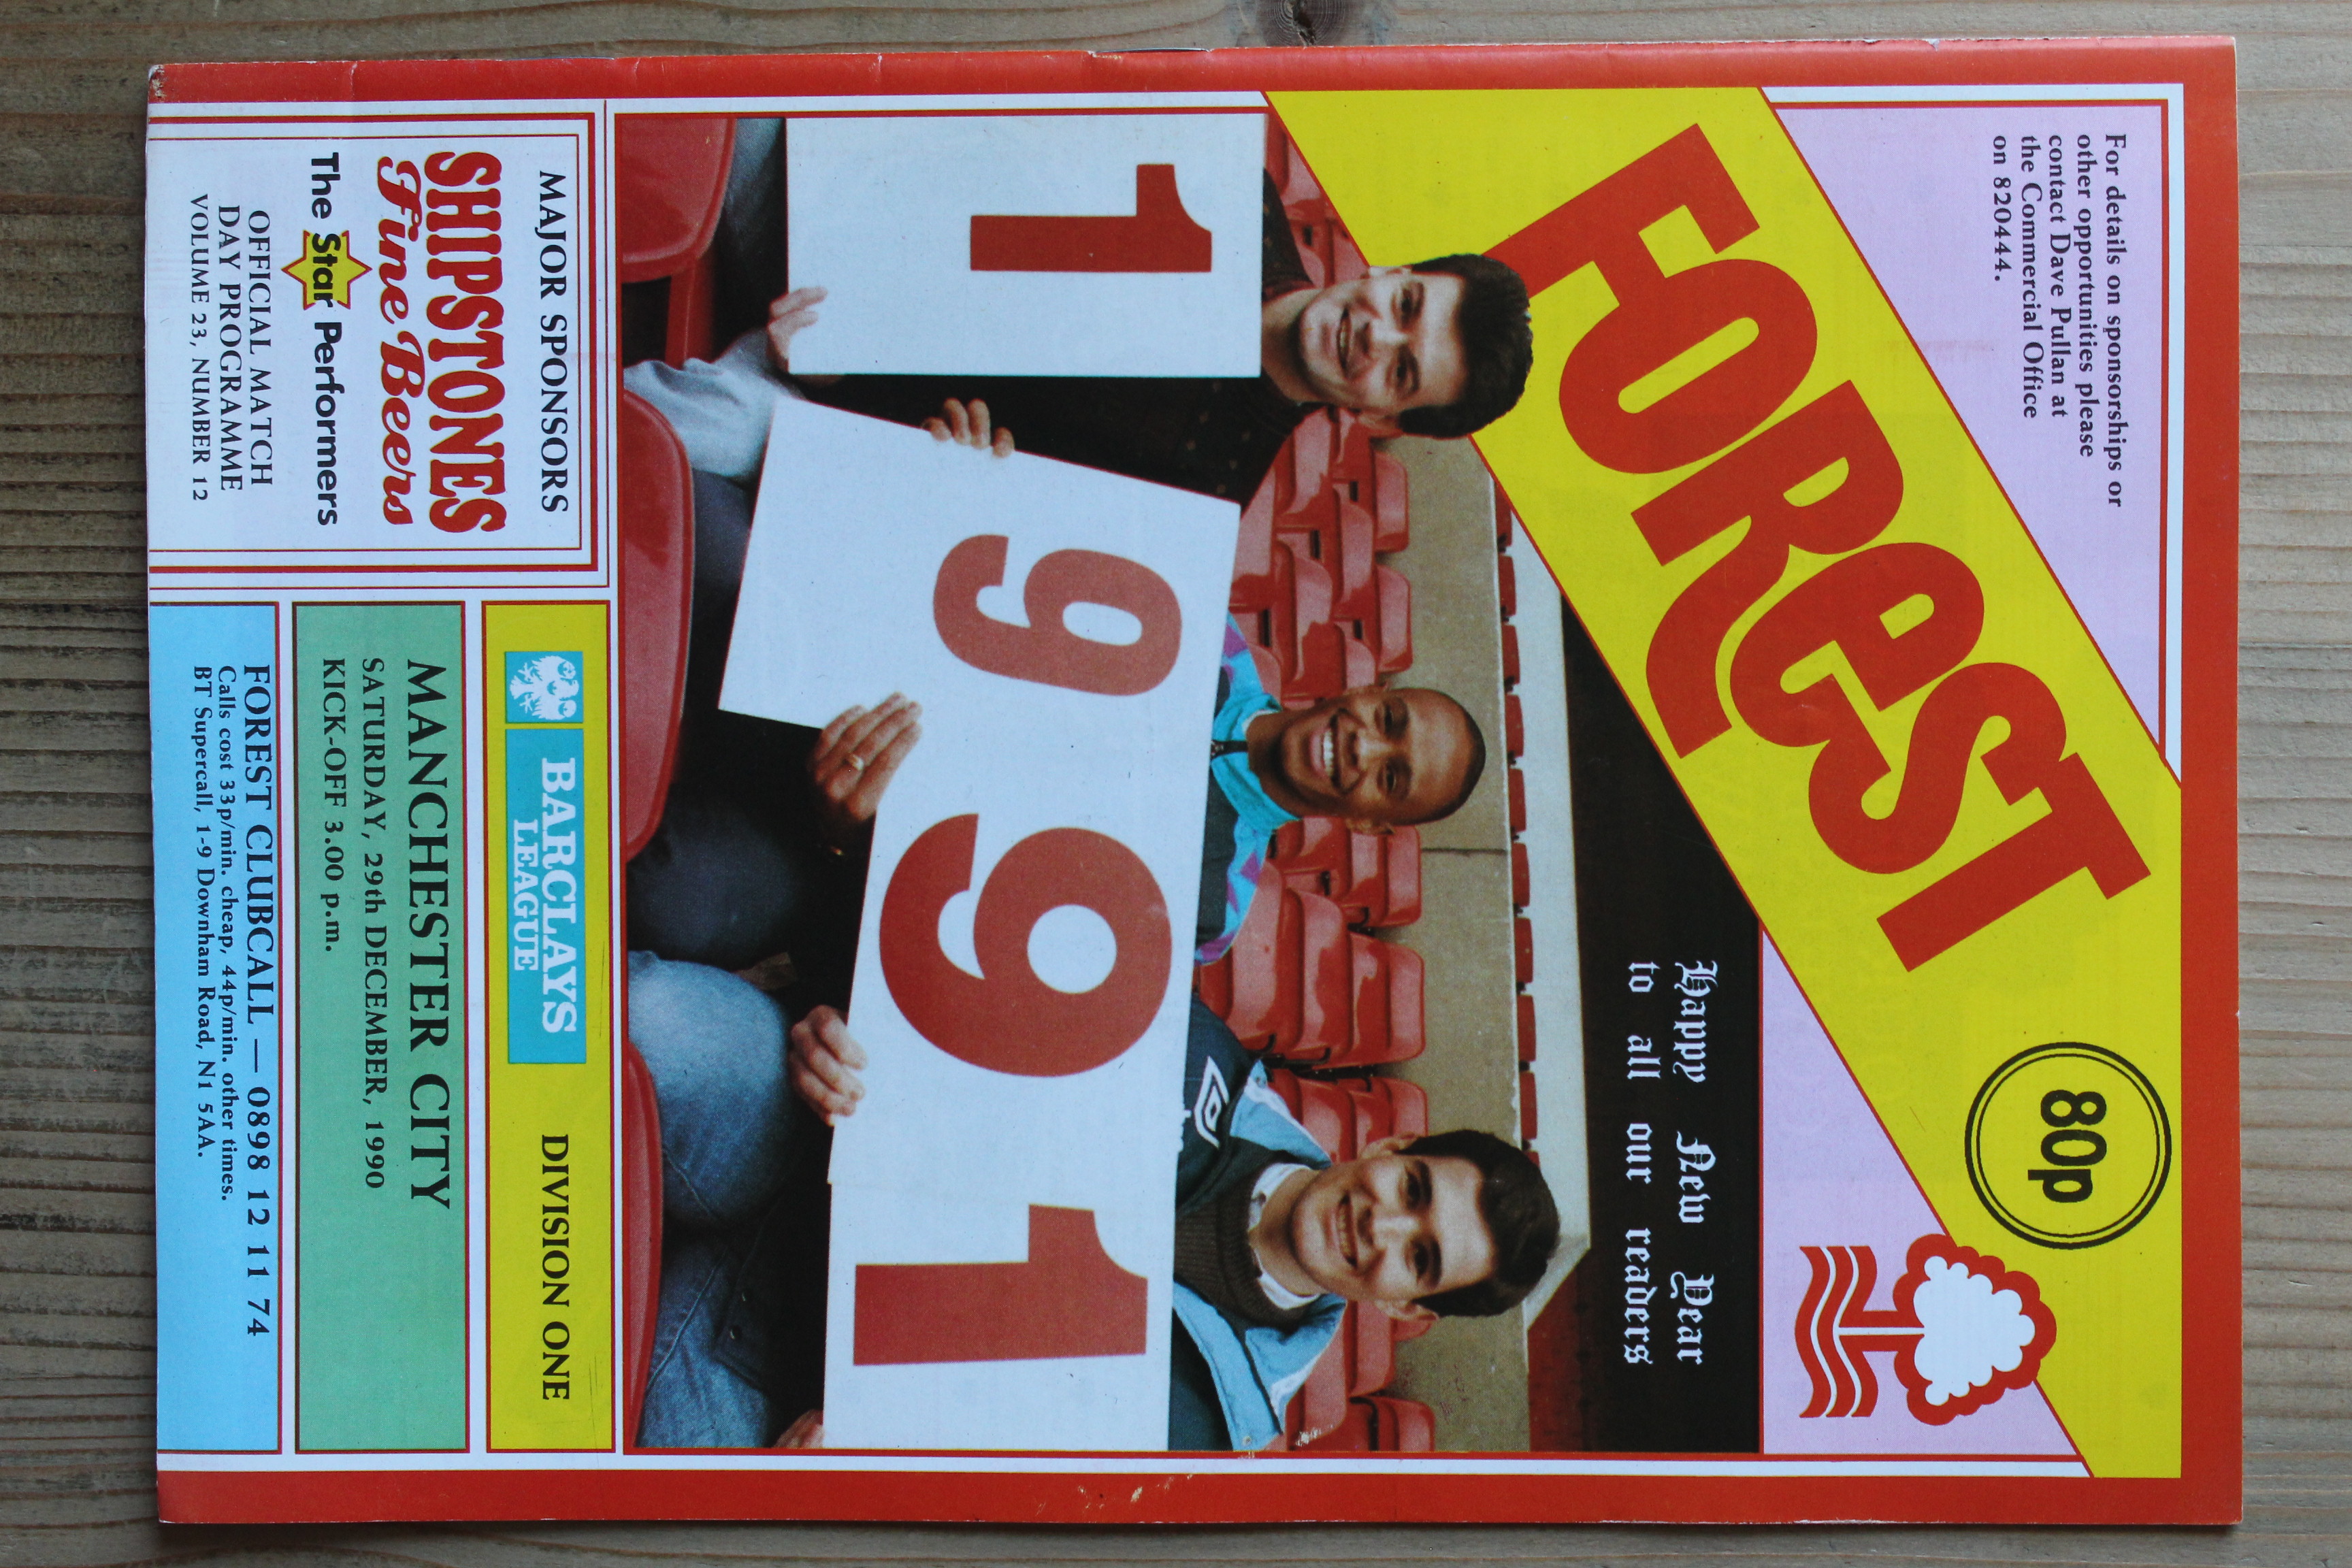 For details on sponsorships or
other opportunities please
contact Dave Pullan at
the Commercial Office
on 820444.
FOREST
80p
Happy New Year
to all our readers
1
9
9
1
MAJOR SPONSORS
SHIPSTONES
Fine Beers
The Star Performers
OFFICIAL MATCH
DAY PROGRAMME
VOLUME 23, NUMBER 12
BARCLAYS
LEAGUE
DIVISION ONE
MANCHESTER CITY
SATURDAY, 29th DECEMBER, 1990
KICK-OFF 3.00 p.m.
FOREST CLUBCALL — 0898 12 11 74
Calls cost 33p/min. cheap, 44p/min. other times.
BT Supercall, 1-9 Downham Road, N1 5AA.